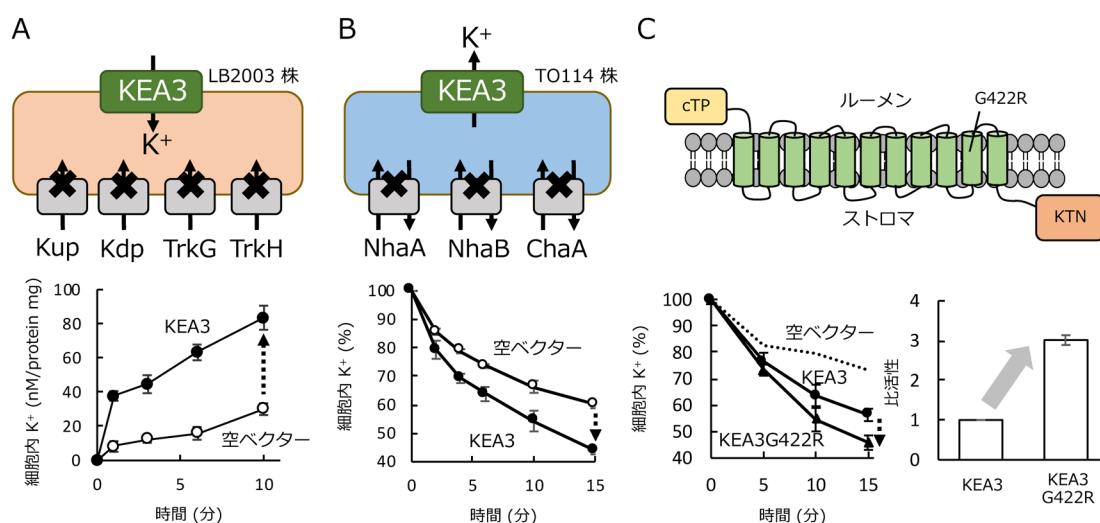 A
B
C
KEA3
LB2003 株
K⁺
Kup
Kdp
TrkG
TrkH
K⁺
KEA3
TO114 株
NhaA
NhaB
ChaA
cTP
ルーメン
G422R
ストロマ
KTN
細胞内 K⁺ (nM/protein mg)
100
80
60
40
20
0
KEA3
空ベクター
0
5
10
時間 (分)
細胞内 K⁺ (%)
100
90
80
70
60
50
40
空ベクター
KEA3
0
5
10
15
時間 (分)
細胞内 K⁺ (%)
100
90
80
70
60
50
40
空ベクター
KEA3
KEA3G422R
0
5
10
15
時間 (分)
比活性
4
3
2
1
0
KEA3
KEA3
G422R